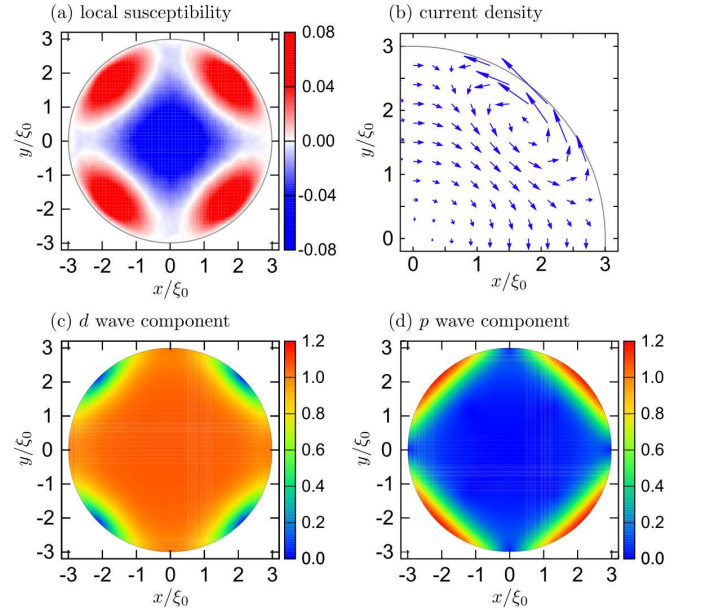 (a) local susceptibility
(b) current density
3
2
1
0
-1
-2
-3
y/ξ0
-3 -2 -1 0 1 2 3
x/ξ0
0.08
0.04
0.00
-0.04
-0.08
3
2
1
0
y/ξ0
0 1 2 3
x/ξ0
(c) d wave component
(d) p wave component
3
2
1
0
-1
-2
-3
y/ξ0
-3 -2 -1 0 1 2 3
x/ξ0
1.2
1.0
0.8
0.6
0.4
0.2
0.0
3
2
1
0
-1
-2
-3
y/ξ0
-3 -2 -1 0 1 2 3
x/ξ0
1.2
1.0
0.8
0.6
0.4
0.2
0.0